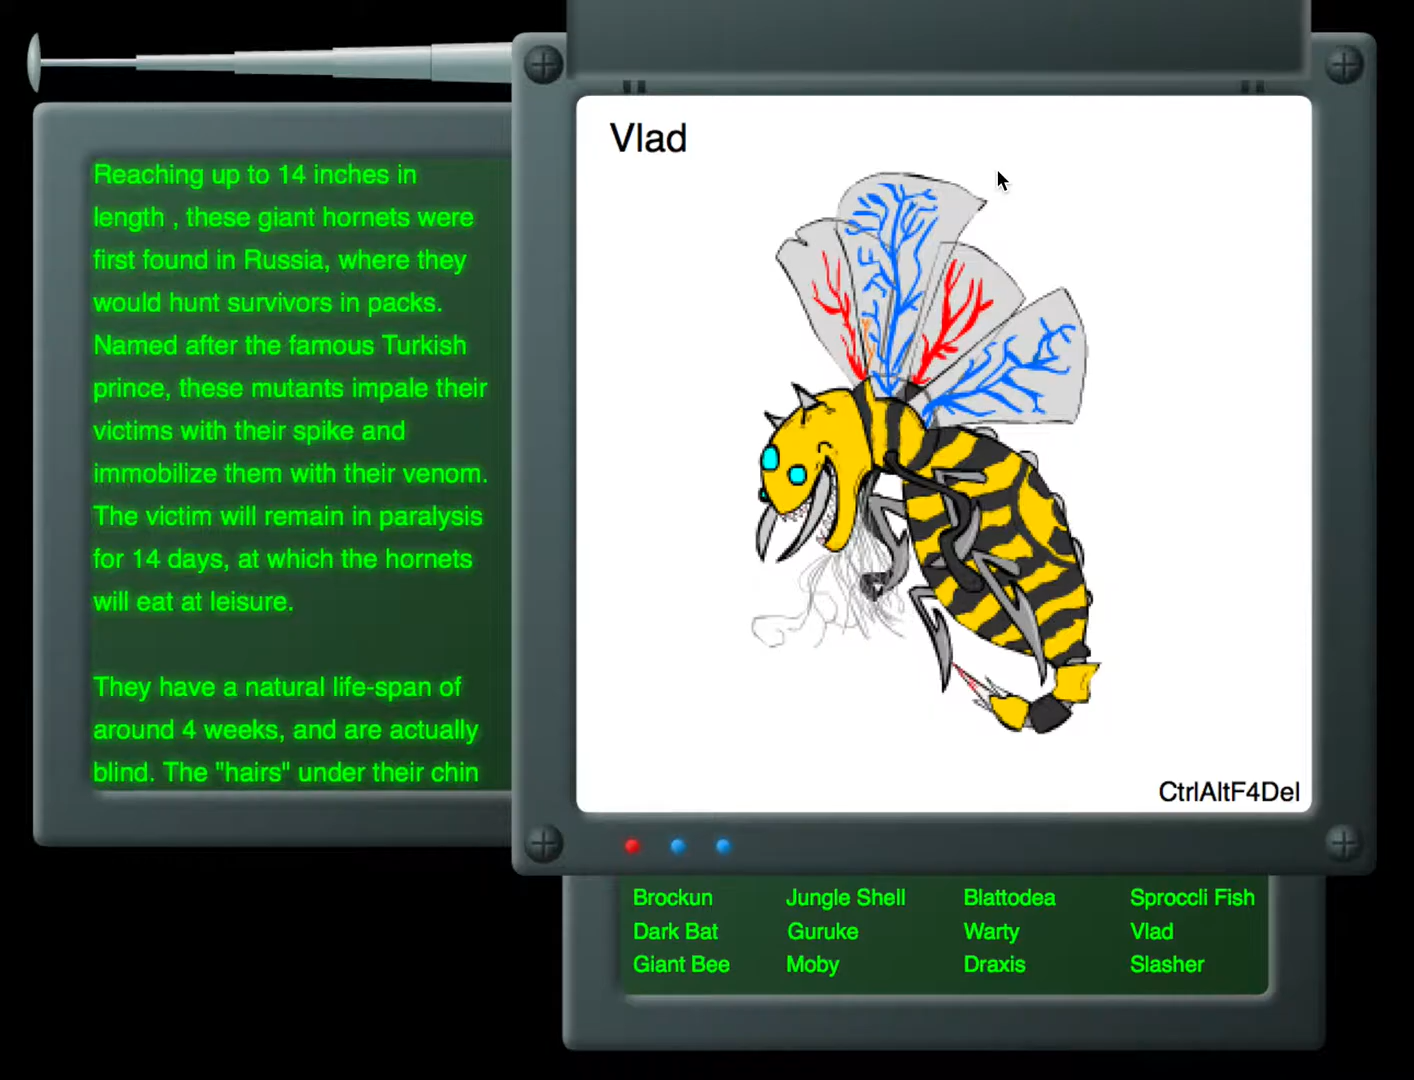 Vlad
Reaching up to 14 inches in
length , these giant hornets were
first found in Russia, where they
would hunt survivors in packs.
Named after the famous Turkish
prince, these mutants impale their
victims with their spike and
immobilize them with their venom.
The victim will remain in paralysis
for 14 days, at which the hornets
will eat at leisure.
They have a natural life-span of
around 4 weeks, and are actually
blind. The "hairs" under their chin
CtrlAltF4Del
Brockun Jungle Shell Blattodea Sproccli Fish
Dark Bat Guruke Warty Vlad
Giant Bee Moby Draxis Slasher